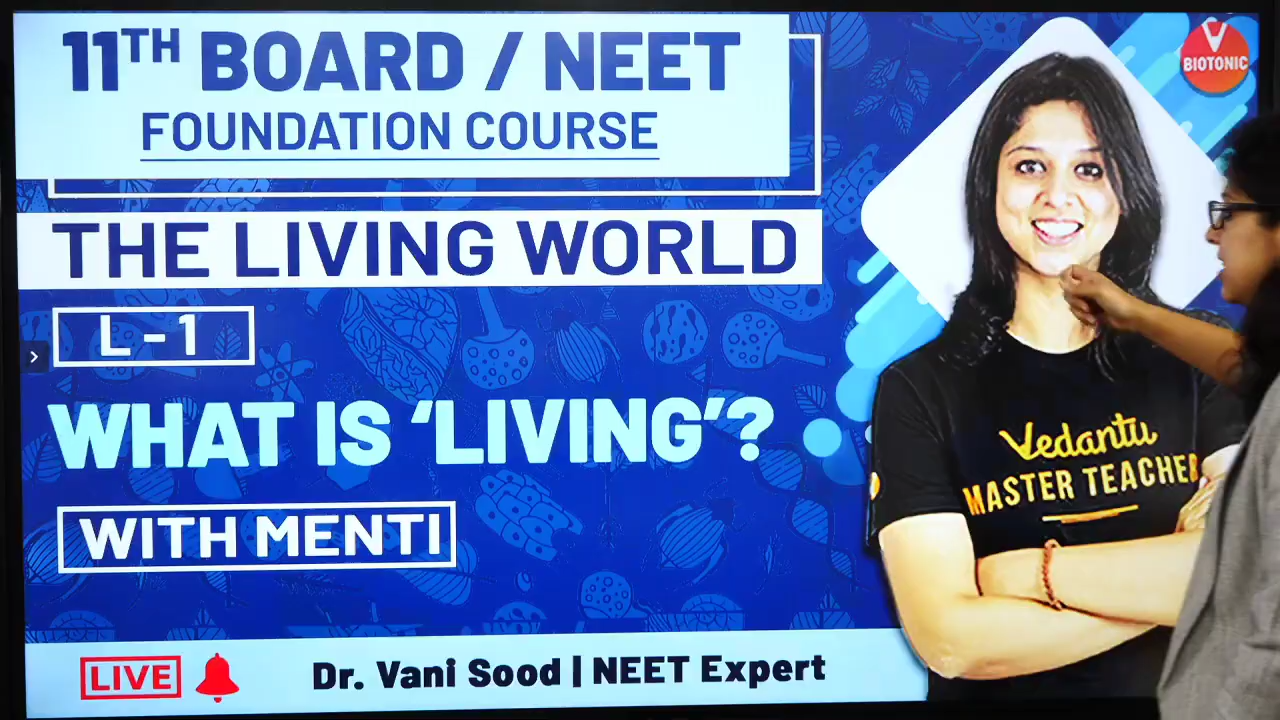 11TH BOARD / NEET
FOUNDATION COURSE
THE LIVING WORLD
L-1
WHAT IS ‘LIVING’?
WITH MENTI
LIVE
Dr. Vani Sood | NEET Expert
V
BIOTONIC
Vedantu
MASTER TEACHER